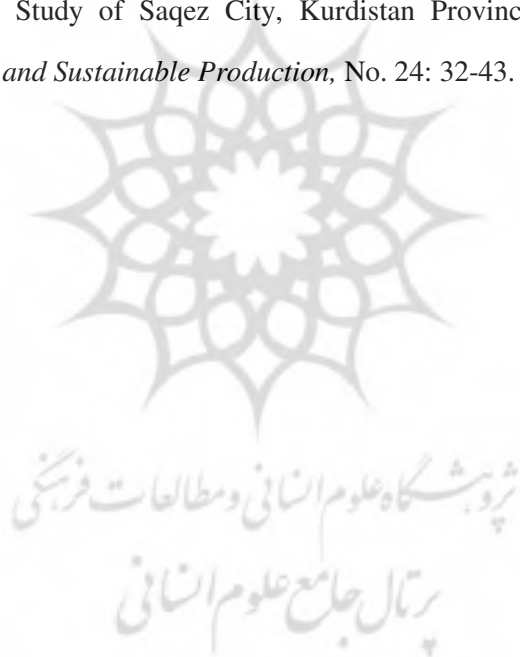 Study of Saqez City, Kurdistan Provinc
and Sustainable Production, No. 24: 32-43.
پژوهشگاه علوم انسانی و مطالعات فرهنگی
پرتال جامع علوم انسانی